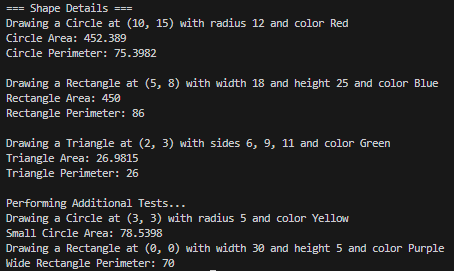 === Shape Details ===
Drawing a Circle at (10, 15) with radius 12 and color Red
Circle Area: 452.389
Circle Perimeter: 75.3982
Drawing a Rectangle at (5, 8) with width 18 and height 25 and color Blue
Rectangle Area: 450
Rectangle Perimeter: 86
Drawing a Triangle at (2, 3) with sides 6, 9, 11 and color Green
Triangle Area: 26.9815
Triangle Perimeter: 26
Performing Additional Tests...
Drawing a Circle at (3, 3) with radius 5 and color Yellow
Small Circle Area: 78.5398
Drawing a Rectangle at (0, 0) with width 30 and height 5 and color Purple
Wide Rectangle Perimeter: 70